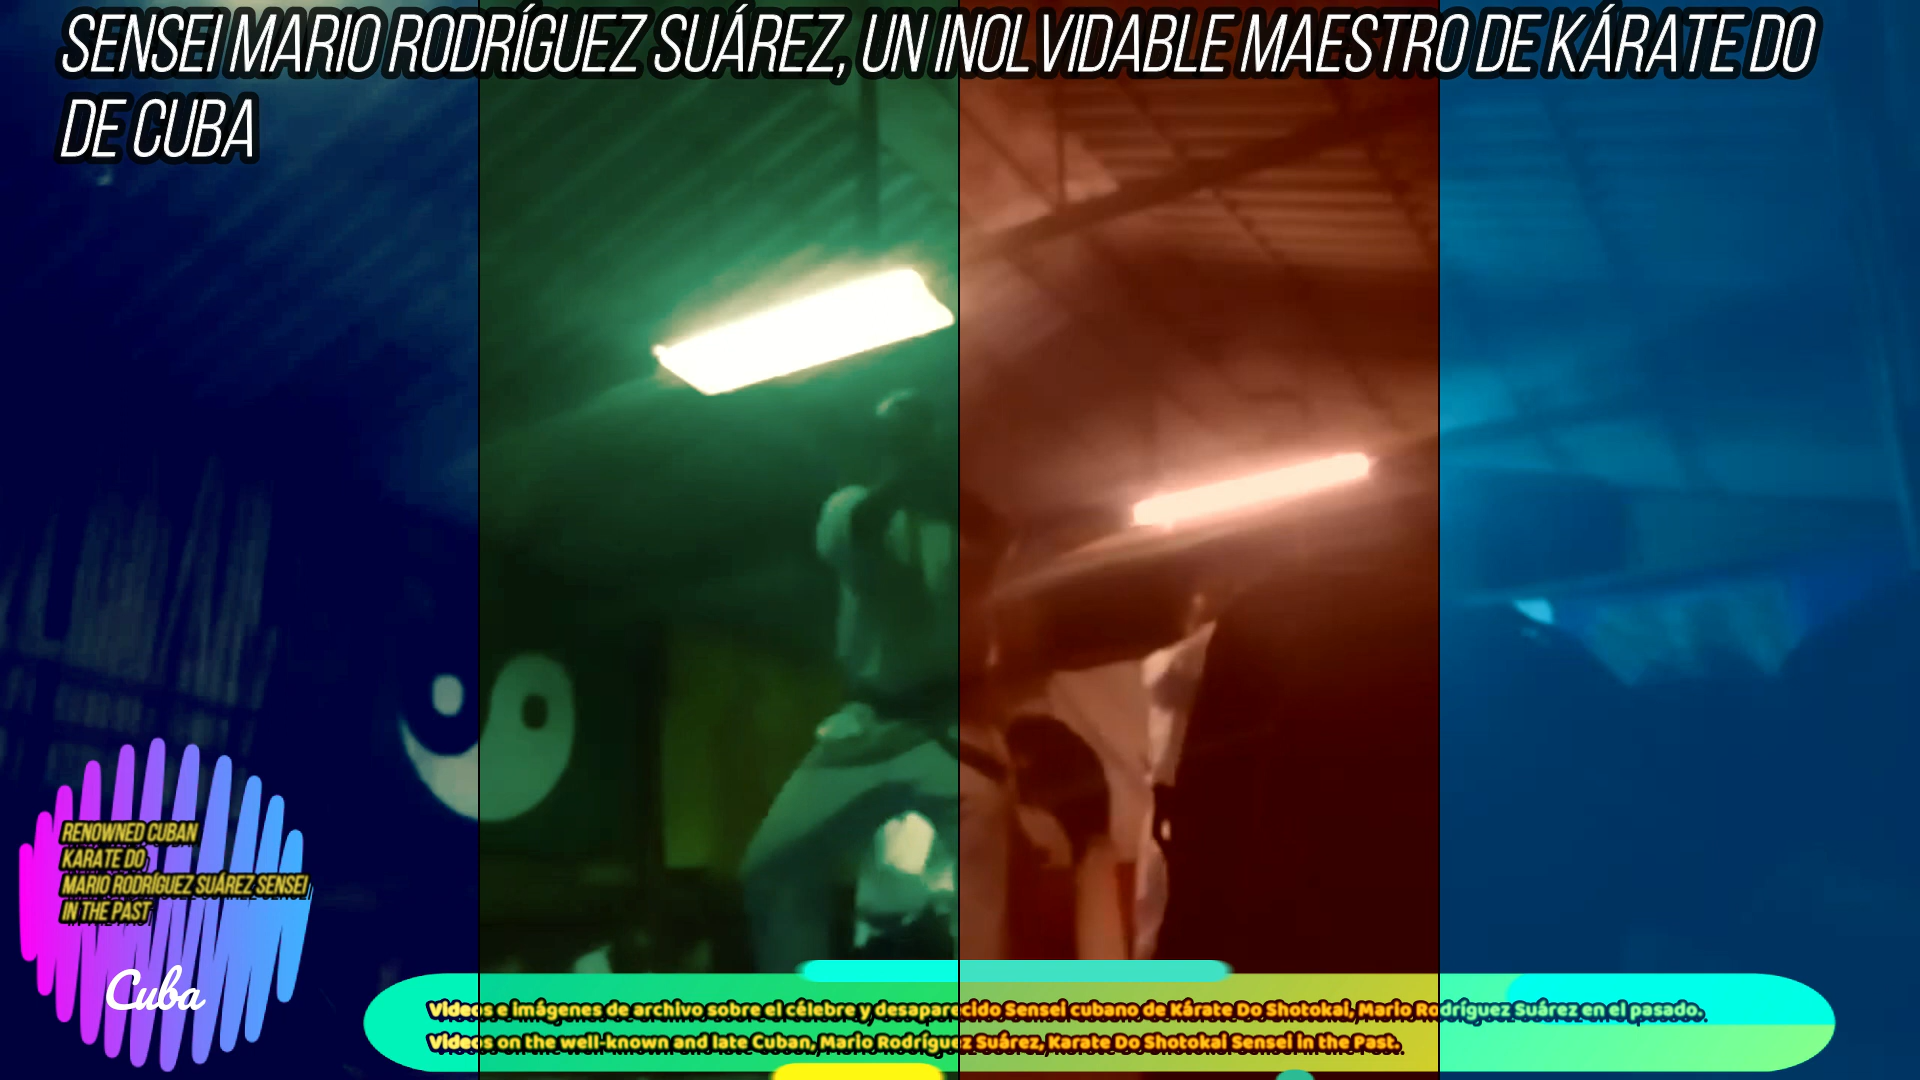 SENSEI MARIO RODRÍGUEZ SUÁREZ, UN INOLVIDABLE MAESTRO DE KÁRATE DO
DE CUBA
RENOWNED CUBAN
KARATE DO
MARIO RODRÍGUEZ SUÁREZ SENSEI
IN THE PAST
Cuba
Videos e imágenes de archivo sobre el célebre y desaparecido Sensei cubano de Kárate Do Shotokai, Mario Rodríguez Suárez en el pasado.
Videos on the well-known and late Cuban, Mario Rodríguez Suárez, Karate Do Shotokai Sensei in the Past.